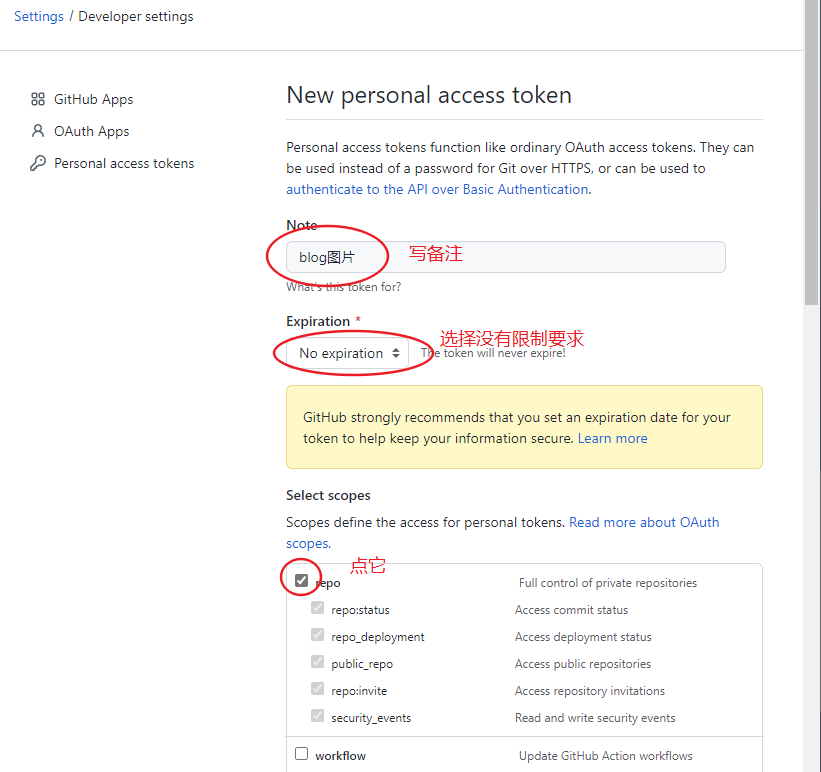 Settings / Developer settings
GitHub Apps
OAuth Apps
Personal access tokens
New personal access token
Personal access tokens function like ordinary OAuth access tokens. They can
be used instead of a password for Git over HTTPS, or can be used to
authenticate to the API over Basic Authentication.
Note
blog图片 写备注
What's this token for?
Expiration *
选择没有限制要求
No expiration The token will never expire!
GitHub strongly recommends that you set an expiration date for your
token to help keep your information secure. Learn more
Select scopes
Scopes define the access for personal tokens. Read more about OAuth
scopes.
点它
repo Full control of private repositories
repo:status Access commit status
repo_deployment Access deployment status
public_repo Access public repositories
repo:invite Access repository invitations
security_events Read and write security events
workflow Update GitHub Action workflows